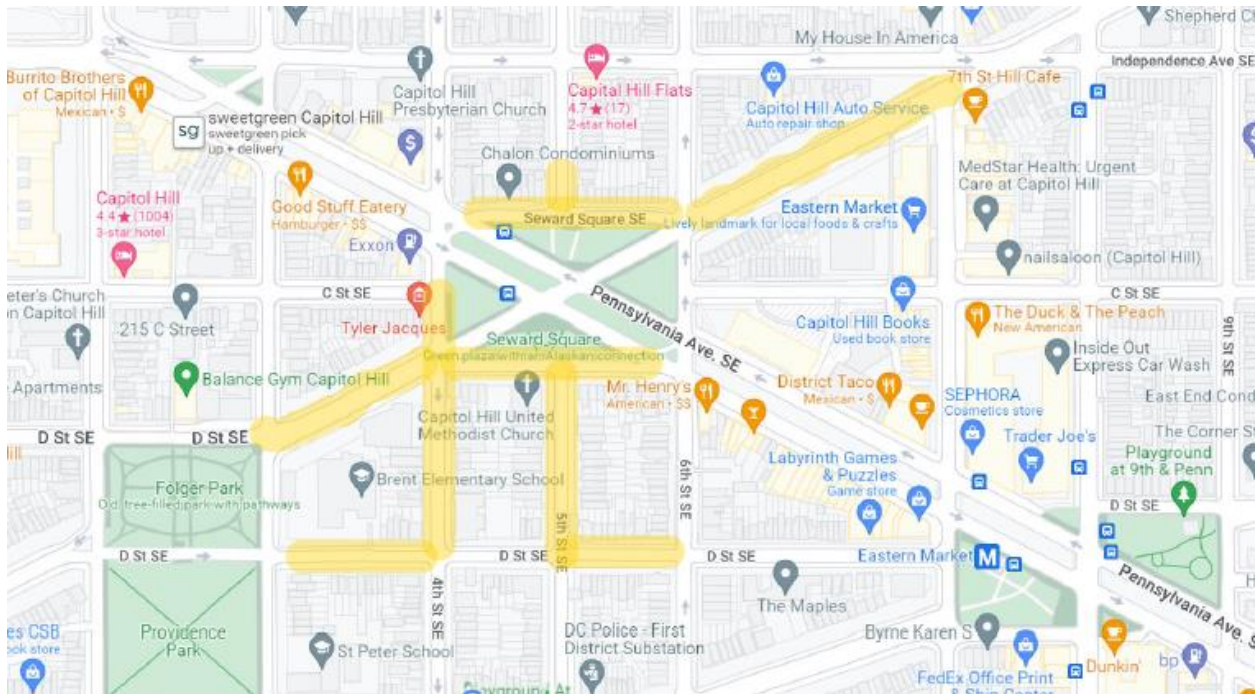 Shepherd C
My House In America
Independence Ave SE
Burrito Brothers
of Capitol Hill
Mexican • $
Capitol Hill
Presbyterian Church
Capital Hill Flats
4.7★(17)
2-star hotel
Capitol Hill Auto Service
Auto repair shop
7th St Hill Cafe
sg
sweetgreen Capitol Hill
sweetgreen pick
up + delivery
$
Chalon Condominiums
MedStar Health: Urgent
Care at Capitol Hill
Capitol Hill
4.4★(1004)
3-star hotel
Good Stuff Eatery
Hamburger • $$
Exxon
Seward Square SE
Eastern Market
Lively landmark for local foods & crafts
nailsaloon (Capitol Hill)
C St SE
C St SE
eter's Church
on Capitol Hill
215 C Street
Tyler Jacques
Pennsylvania Ave. SE
Capitol Hill Books
Used book store
The Duck & The Peach
New American
9th St SE
Seward Square
Green plaza with an Alaskan connection
Inside Out
Express Car Wash
Apartments
Balance Gym Capitol Hill
Mr. Henry's
American • $$
District Taco
Mexican • $
SEPHORA
Cosmetics store
East End Cond
Capitol Hill United
Methodist Church
D St SE
D St SE
Trader Joe's
The Corner S
Labyrinth Games
& Puzzles
Game store
Playground
at 9th & Penn
Brent Elementary School
Folger Park
Old, tree-filled park with pathways
6th St SE
5th St SE
D St SE
D St SE
D St SE
D St SE
Eastern Market
M
Pennsylvania Ave. S
4th St SE
The Maples
Providence
Park
es CSB
ook store
St Peter School
DC Police - First
District Substation
Byrne Karen S
Dunkin'
bp
FedEx Office Print
& Ship Center
Playground At